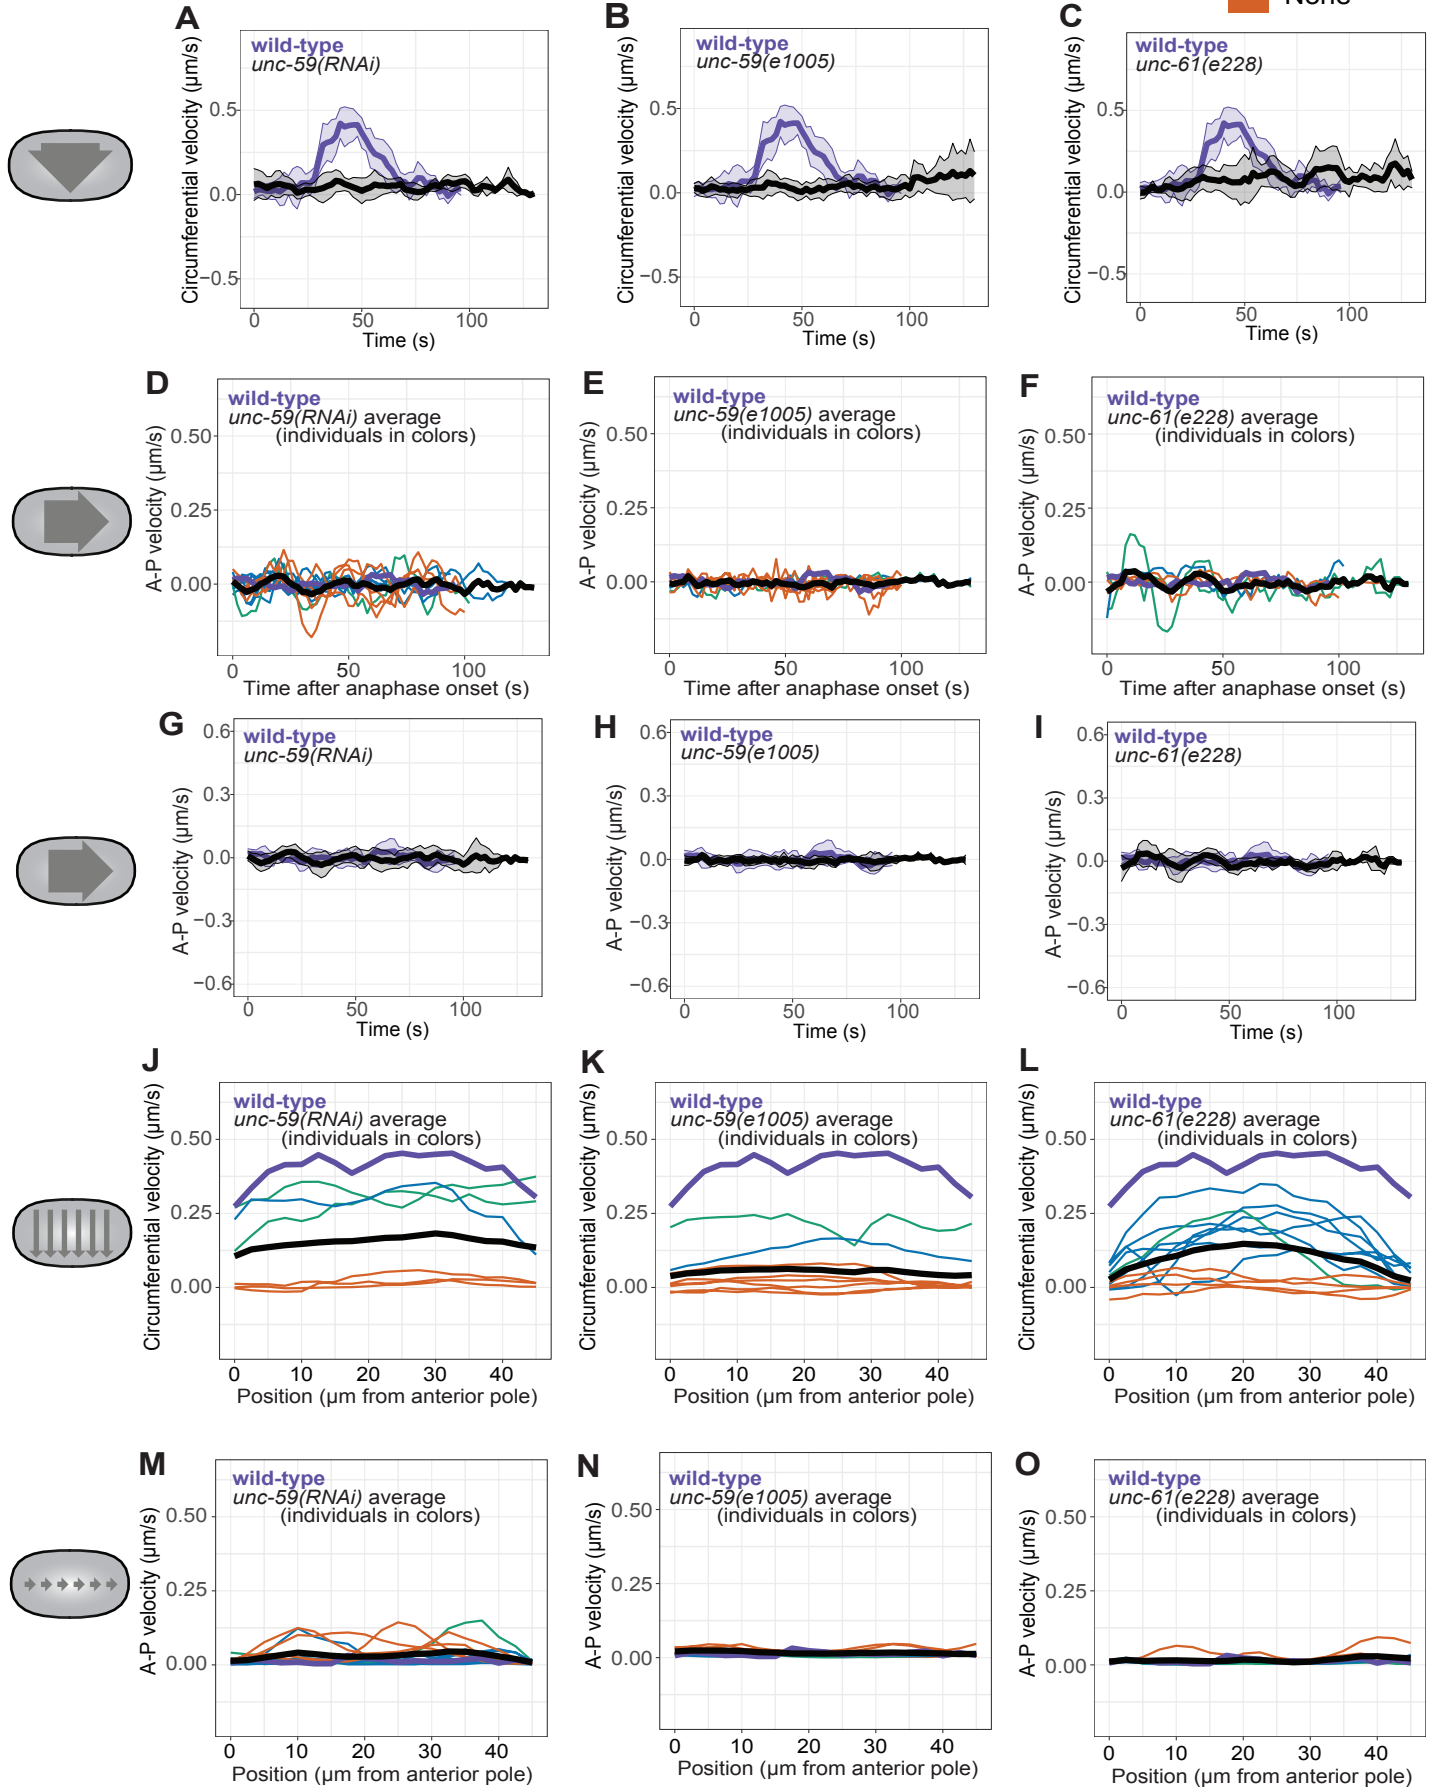 None
A
wild-type
unc-59(RNAi)
Circumferential velocity (µm/s)
0.5
0.0
−0.5
0
50
100
Time (s)
B
wild-type
unc-59(e1005)
Circumferential velocity (µm/s)
0.5
0.0
−0.5
0
50
100
Time (s)
C
wild-type
unc-61(e228)
Circumferential velocity (µm/s)
0.5
0.0
−0.5
0
50
100
Time (s)
D
wild-type
unc-59(RNAi) average
(individuals in colors)
A-P velocity (µm/s)
0.50
0.25
0.00
0
50
100
Time after anaphase onset (s)
E
wild-type
unc-59(e1005) average
(individuals in colors)
A-P velocity (µm/s)
0.50
0.25
0.00
0
50
100
Time after anaphase onset (s)
F
wild-type
unc-61(e228) average
(individuals in colors)
A-P velocity (µm/s)
0.50
0.25
0.00
0
50
100
Time after anaphase onset (s)
G
wild-type
unc-59(RNAi)
A-P velocity (µm/s)
0.6
0.3
0.0
−0.3
−0.6
0
50
100
Time (s)
H
wild-type
unc-59(e1005)
A-P velocity (µm/s)
0.6
0.3
0.0
−0.3
−0.6
0
50
100
Time (s)
I
wild-type
unc-61(e228)
A-P velocity (µm/s)
0.6
0.3
0.0
−0.3
−0.6
0
50
100
Time (s)
J
wild-type
unc-59(RNAi) average
(individuals in colors)
Circumferential velocity (µm/s)
0.50
0.25
0.00
0
10
20
30
40
Position (µm from anterior pole)
K
wild-type
unc-59(e1005) average
(individuals in colors)
Circumferential velocity (µm/s)
0.50
0.25
0.00
0
10
20
30
40
Position (µm from anterior pole)
L
wild-type
unc-61(e228) average
(individuals in colors)
Circumferential velocity (µm/s)
0.50
0.25
0.00
0
10
20
30
40
Position (µm from anterior pole)
M
wild-type
unc-59(RNAi) average
(individuals in colors)
A-P velocity (µm/s)
0.50
0.25
0.00
0
10
20
30
40
Position (µm from anterior pole)
N
wild-type
unc-59(e1005) average
(individuals in colors)
A-P velocity (µm/s)
0.50
0.25
0.00
0
10
20
30
40
Position (µm from anterior pole)
O
wild-type
unc-61(e228) average
(individuals in colors)
A-P velocity (µm/s)
0.50
0.25
0.00
0
10
20
30
40
Position (µm from anterior pole)